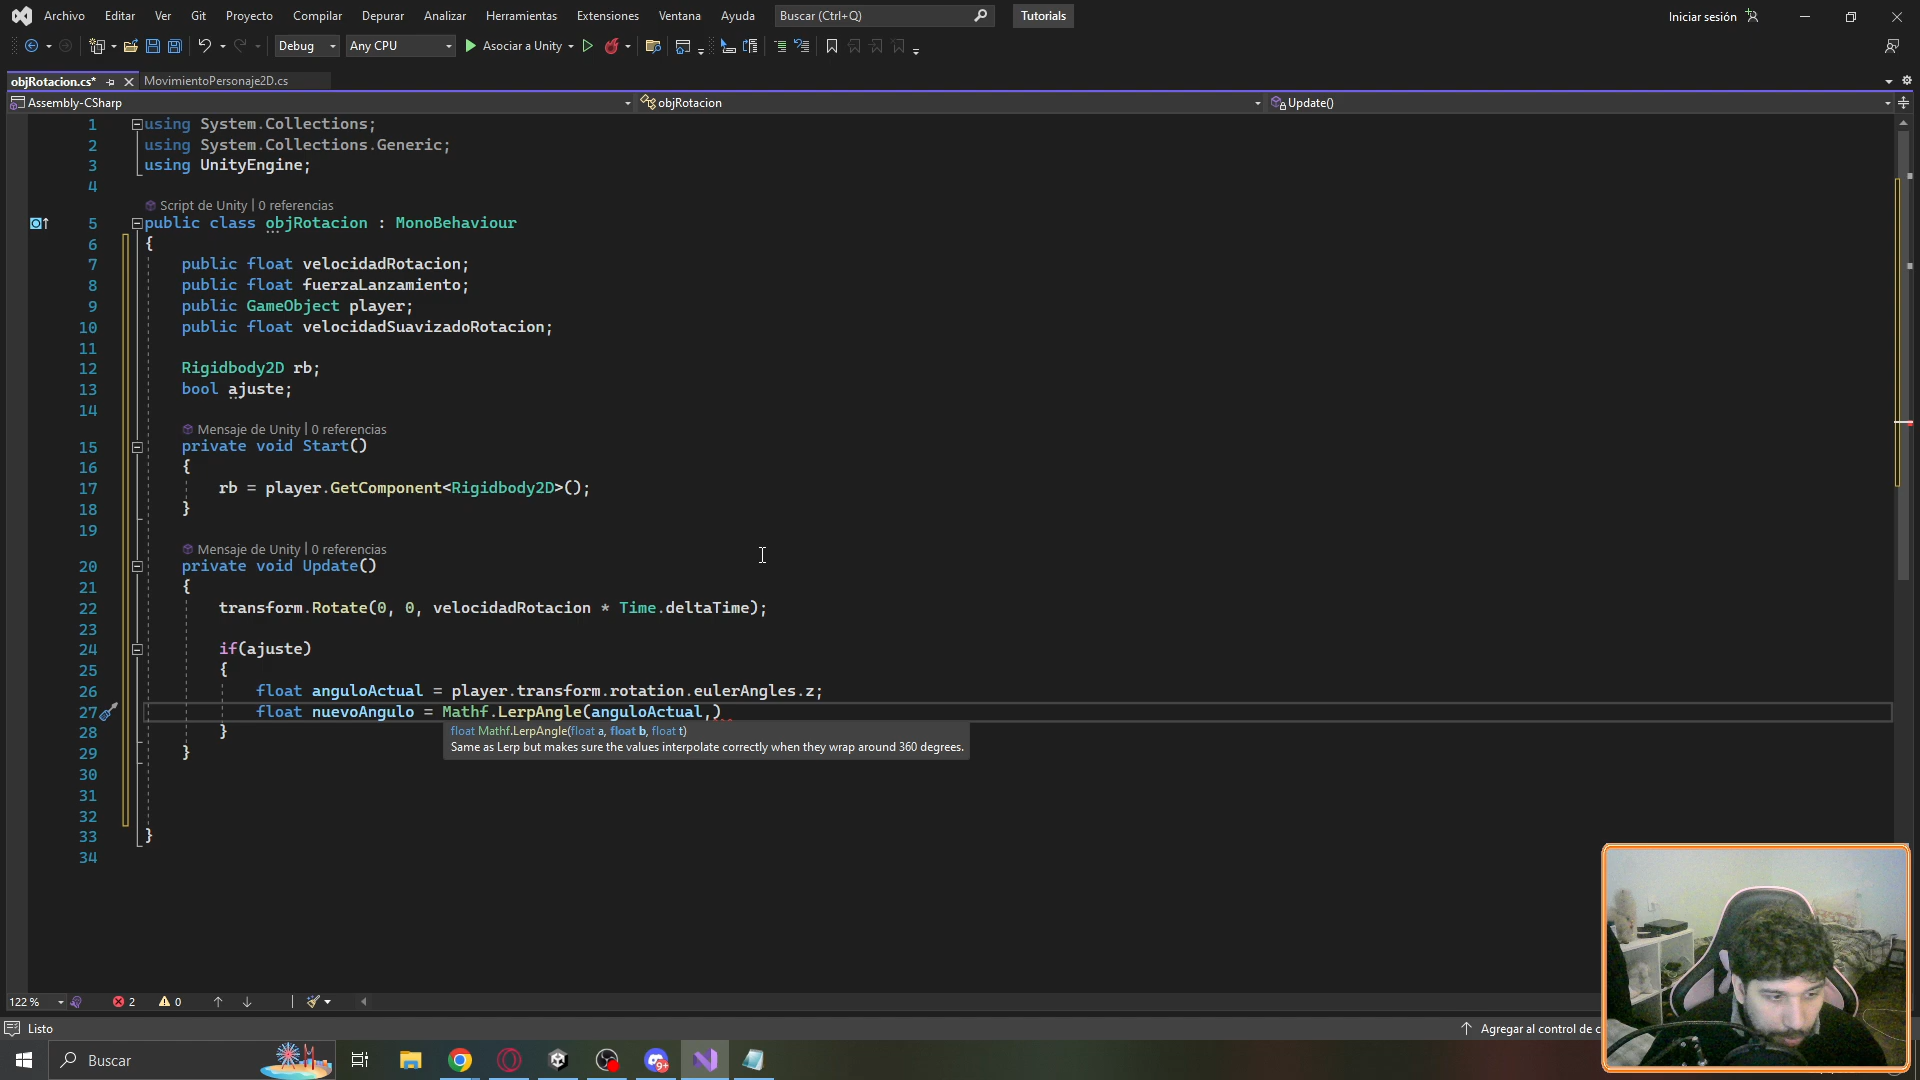 Archivo Editar Ver Git Proyecto Compilar Depurar Analizar Herramientas Extensiones Ventana Ayuda Buscar (Ctrl+Q) Tutorials Iniciar sesión
Debug Any CPU Asociar a Unity
objRotacion.cs* MovimientoPersonaje2D.cs
Assembly-CSharp objRotacion Update()
1 using System.Collections;
2 using System.Collections.Generic;
3 using UnityEngine;
4
Script de Unity | 0 referencias
5 public class objRotacion : MonoBehaviour
6 {
7 public float velocidadRotacion;
8 public float fuerzaLanzamiento;
9 public GameObject player;
10 public float velocidadSuavizadoRotacion;
11
12 Rigidbody2D rb;
13 bool ajuste;
14
Mensaje de Unity | 0 referencias
15 private void Start()
16 {
17 rb = player.GetComponent<Rigidbody2D>();
18 }
19
Mensaje de Unity | 0 referencias
20 private void Update()
21 {
22 transform.Rotate(0, 0, velocidadRotacion * Time.deltaTime);
23
24 if(ajuste)
25 {
26 float anguloActual = player.transform.rotation.eulerAngles.z;
27 float nuevoAngulo = Mathf.LerpAngle(anguloActual,)
float Mathf.LerpAngle(float a, float b, float t)
28 }
Same as Lerp but makes sure the values interpolate correctly when they wrap around 360 degrees.
29 }
30
31
32
33 }
34
122 % 2 0
Listo Agregar al control de c
Buscar 9+